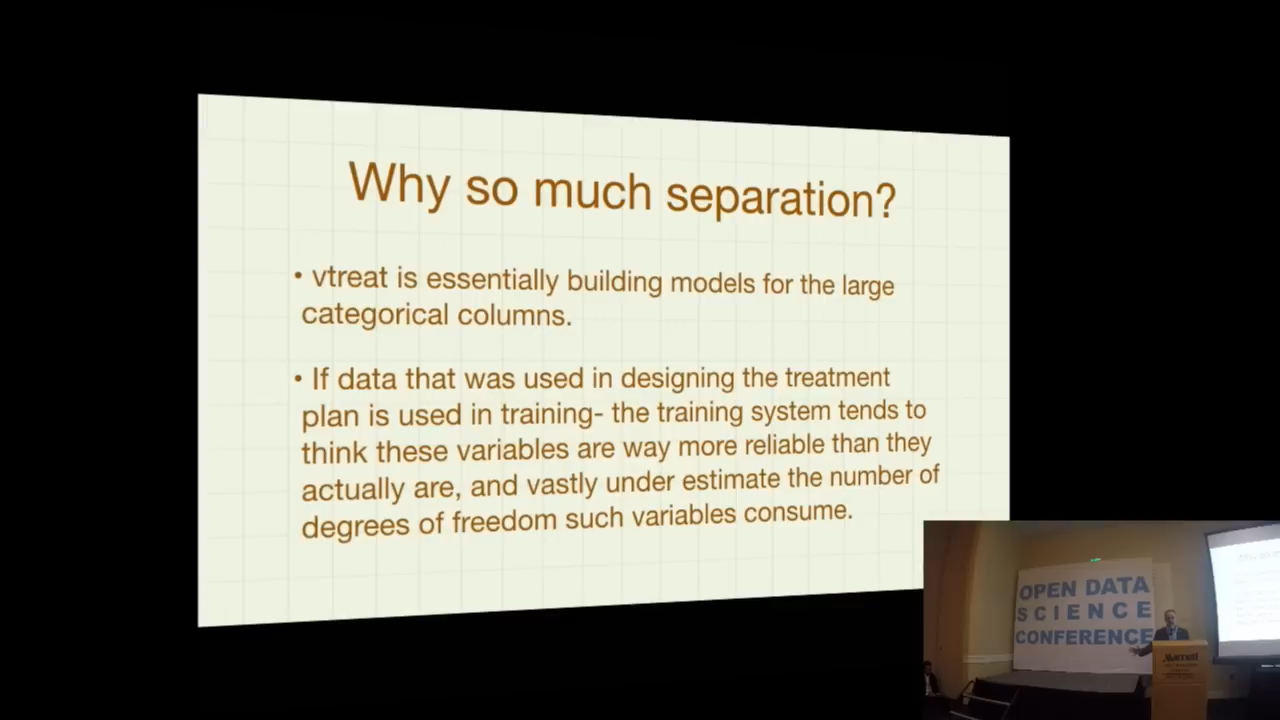 Why so much separation?
• vtreat is essentially building models for the large
categorical columns.
• If data that was used in designing the treatment
plan is used in training- the training system tends to
think these variables are way more reliable than they
actually are, and vastly under estimate the number of
degrees of freedom such variables consume.
OPEN DATA
SCIENCE
CONFERENCE
Marriott